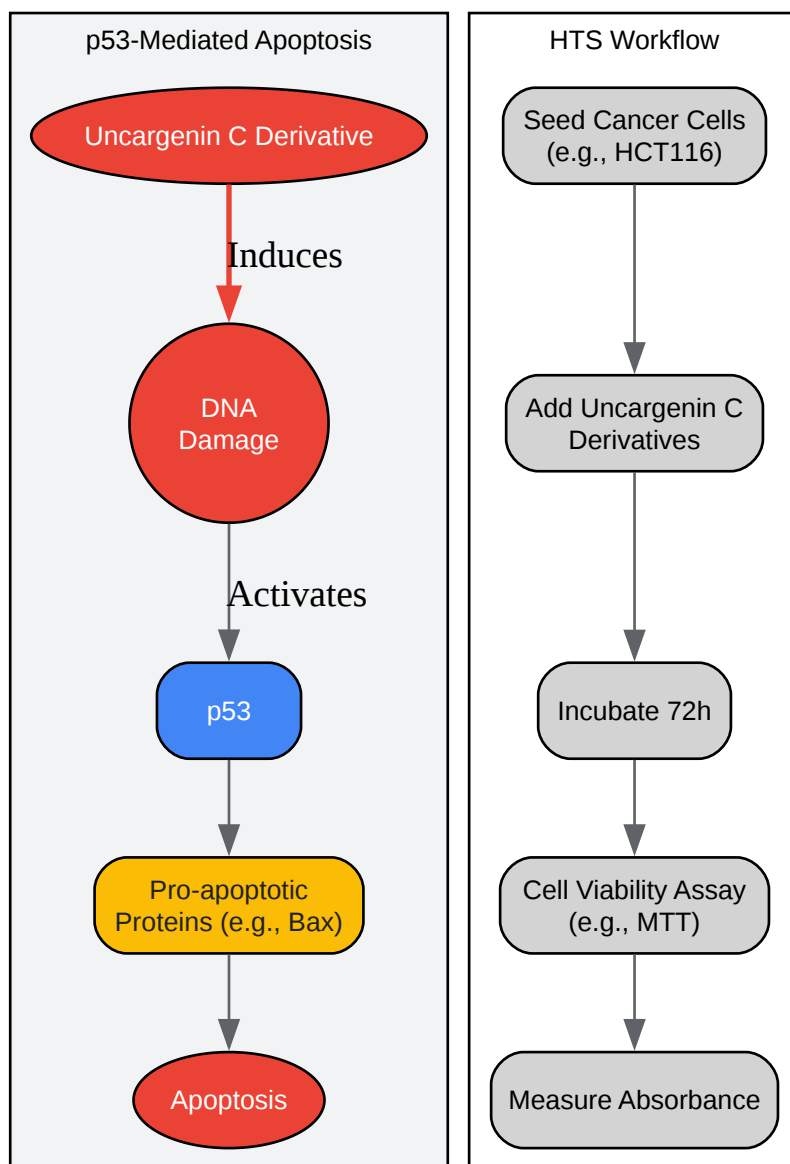 p53-Mediated Apoptosis
Uncargenin C Derivative
Induces
DNA
Damage
Activates
p53
Pro-apoptotic
Proteins (e.g., Bax)
Apoptosis
HTS Workflow
Seed Cancer Cells
(e.g., HCT116)
Add Uncargenin C
Derivatives
Incubate 72h
Cell Viability Assay
(e.g., MTT)
Measure Absorbance